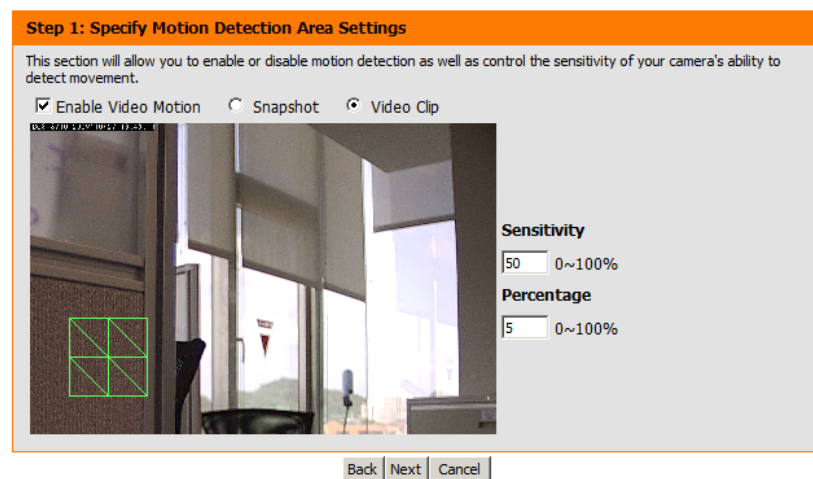 Step 1: Specify Motion Detection Area Settings
This section will allow you to enable or disable motion detection as well as control the sensitivity of your camera's ability to
detect movement.
Enable Video Motion Snapshot Video Clip
Sensitivity
50 0~100%
Percentage
5 0~100%
Back Next Cancel